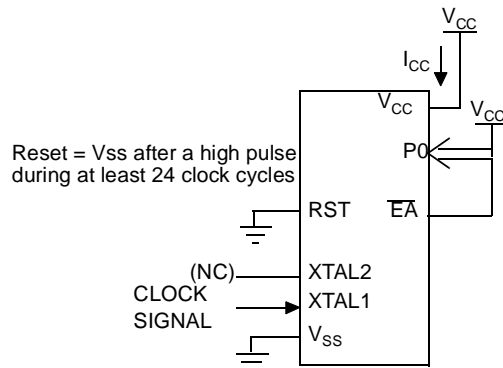 VCC
ICC
VCC
VCC
P0
Reset = Vss after a high pulse
during at least 24 clock cycles
RST
EA
(NC)
XTAL2
CLOCK
XTAL1
SIGNAL
VSS